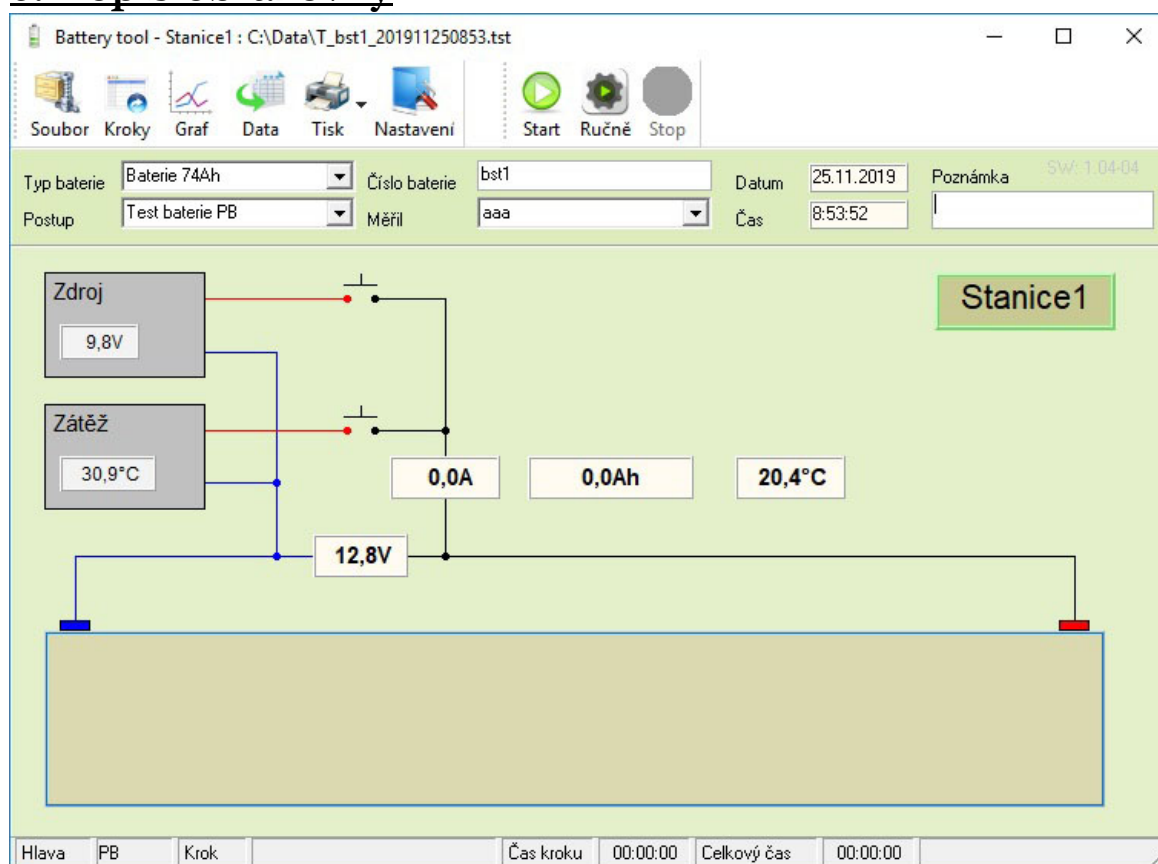 Battery tool - Stanice1 : C:\Data\T_bst1_201911250853.tst
Soubor Kroky Graf Data Tisk Nastavení Start Ručně Stop
Typ baterie Baterie 74Ah Číslo baterie bst1 Datum 25.11.2019 Poznámka SW: 1.04-04
Postup Test baterie PB Měřil aaa Čas 8:53:52
Zdroj
Stanice1
9,8V
Zátěž
30,9°C
0,0A 0,0Ah 20,4°C
12,8V
Hlava PB Krok Čas kroku 00:00:00 Celkový čas 00:00:00